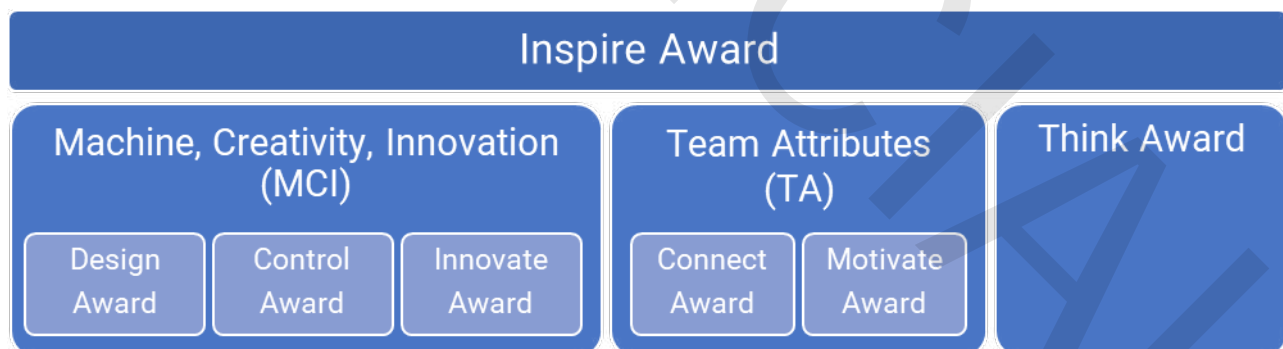 Inspire Award
Machine, Creativity, Innovation
(MCI)
Design
Award
Control
Award
Innovate
Award
Team Attributes
(TA)
Connect
Award
Motivate
Award
Think Award